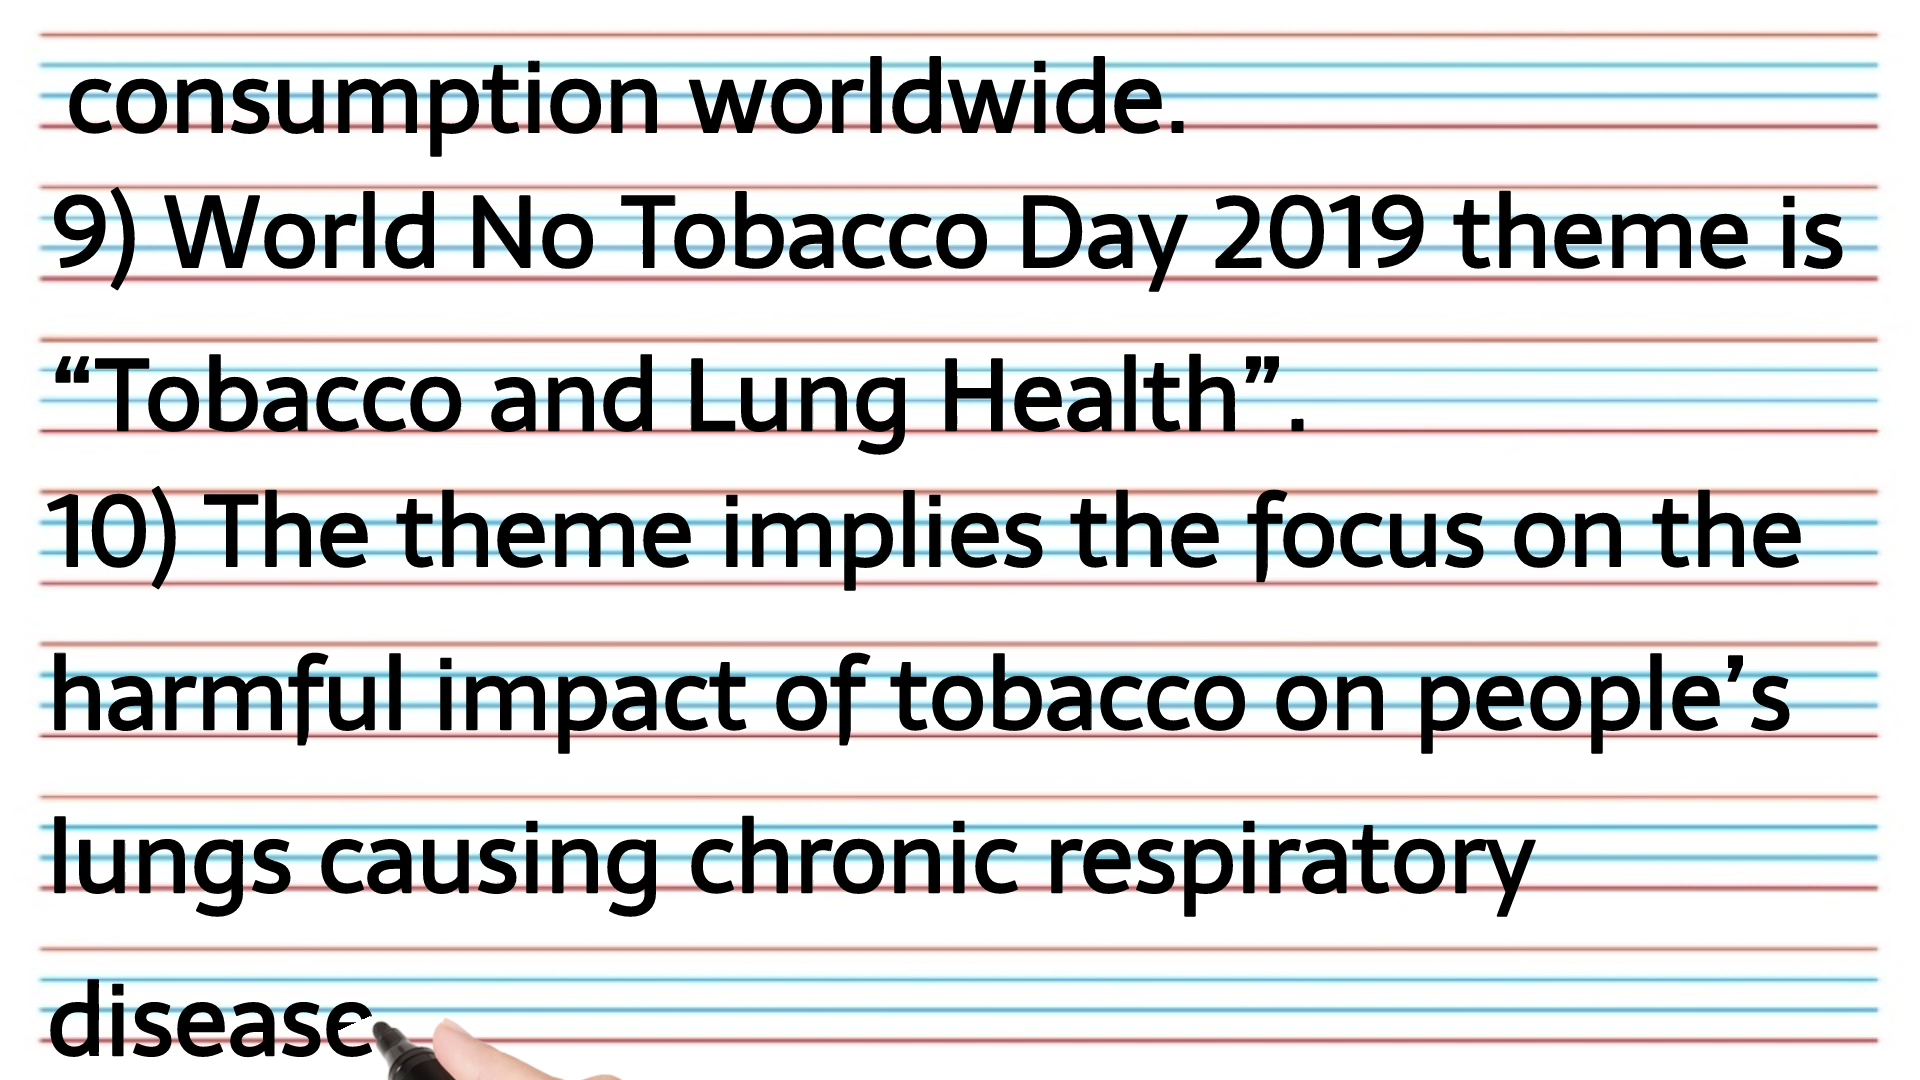 consumption worldwide.
9) World No Tobacco Day 2019 theme is
“Tobacco and Lung Health”.
10) The theme implies the focus on the
harmful impact of tobacco on people’s
lungs causing chronic respiratory
disease